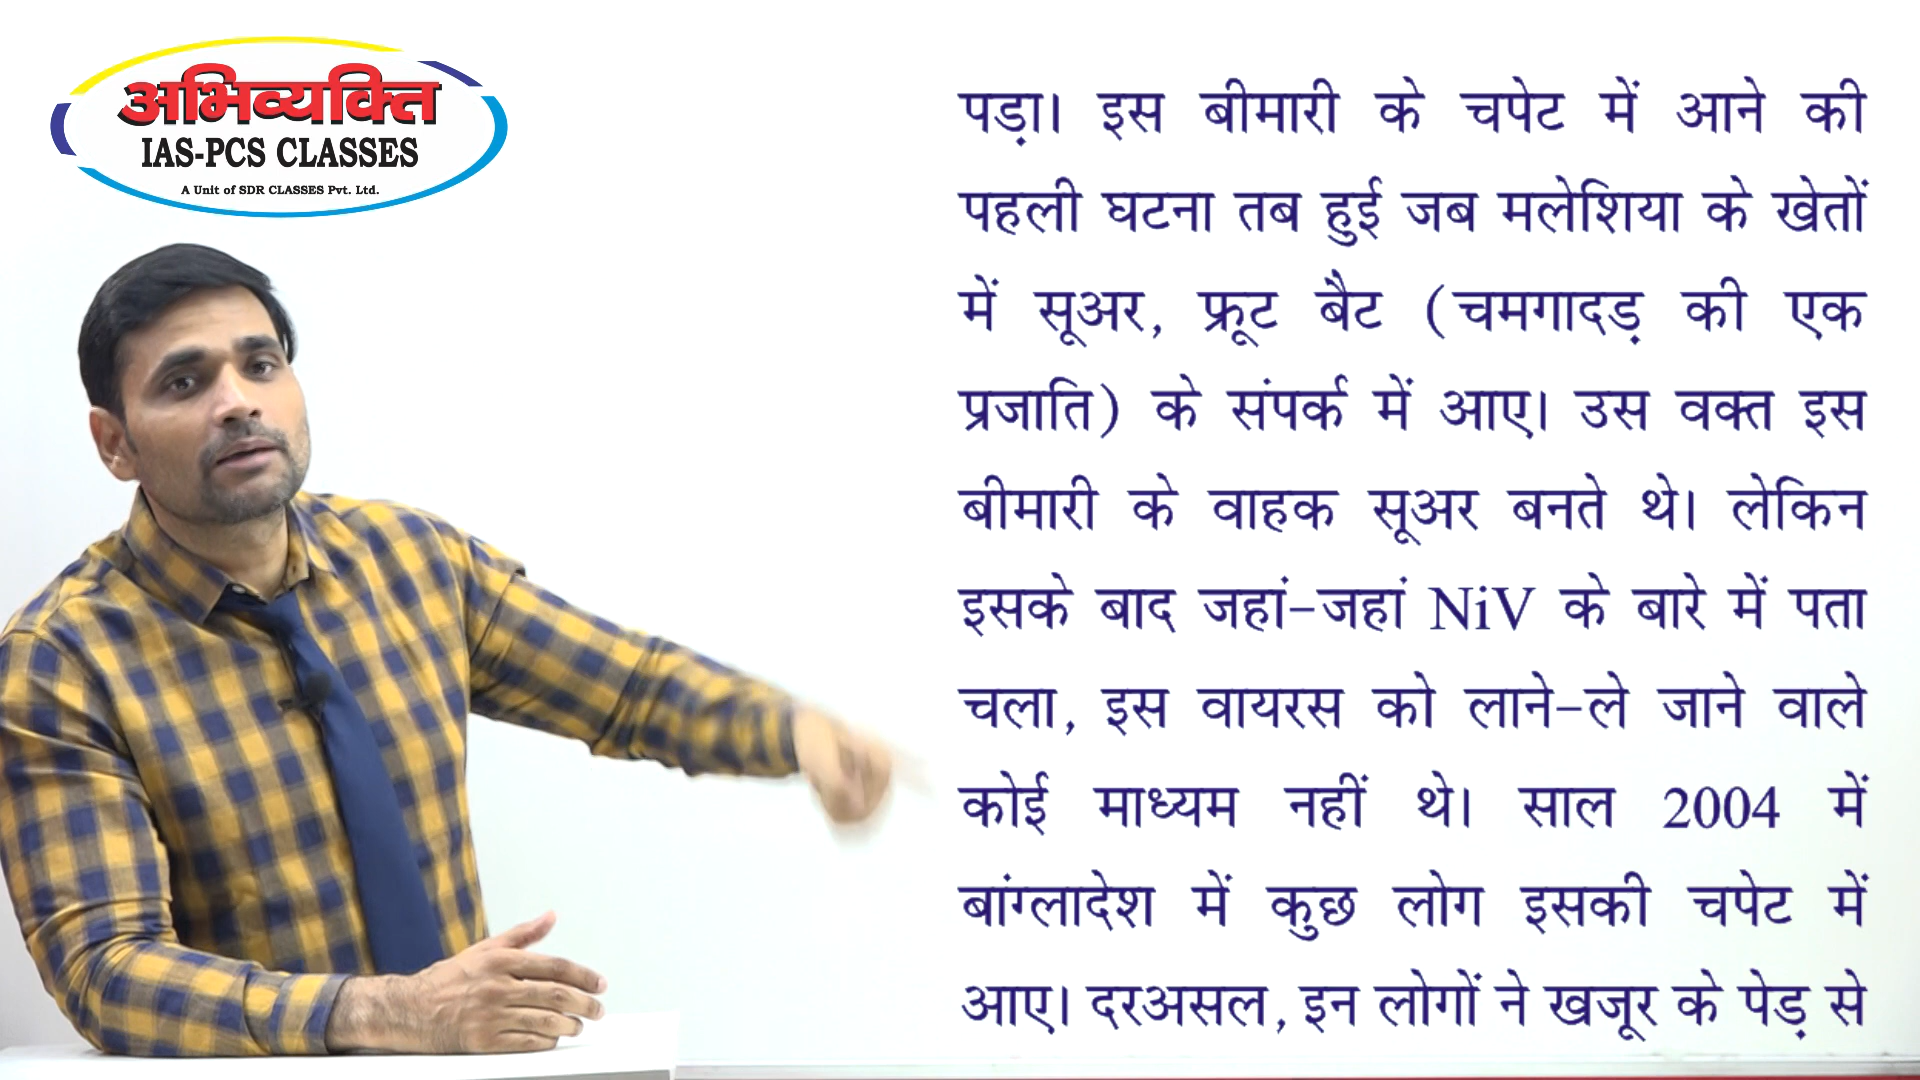 अभिव्यक्ति
IAS-PCS CLASSES
A Unit of SDR CLASSES Pvt. Ltd.
पड़ा। इस बीमारी के चपेट में आने की
पहली घटना तब हुई जब मलेशिया के खेतों
में सूअर, फ्रूट बैट (चमगादड़ की एक
प्रजाति) के संपर्क में आए। उस वक्त इस
बीमारी के वाहक सूअर बनते थे। लेकिन
इसके बाद जहां-जहां NiV के बारे में पता
चला, इस वायरस को लाने-ले जाने वाले
कोई माध्यम नहीं थे। साल 2004 में
बांग्लादेश में कुछ लोग इसकी चपेट में
आए। दरअसल, इन लोगों ने खजूर के पेड़ से